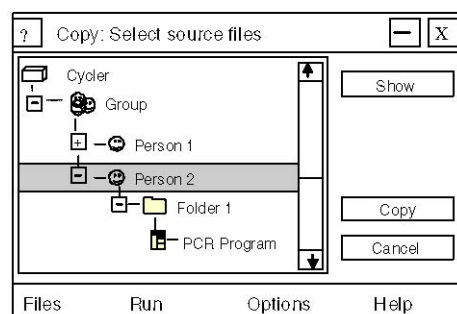 ? Copy: Select source files X
Cycler
Show
Group
Person 1
Person 2
Folder 1
Copy
PCR Program
Cancel
Files Run Options Help